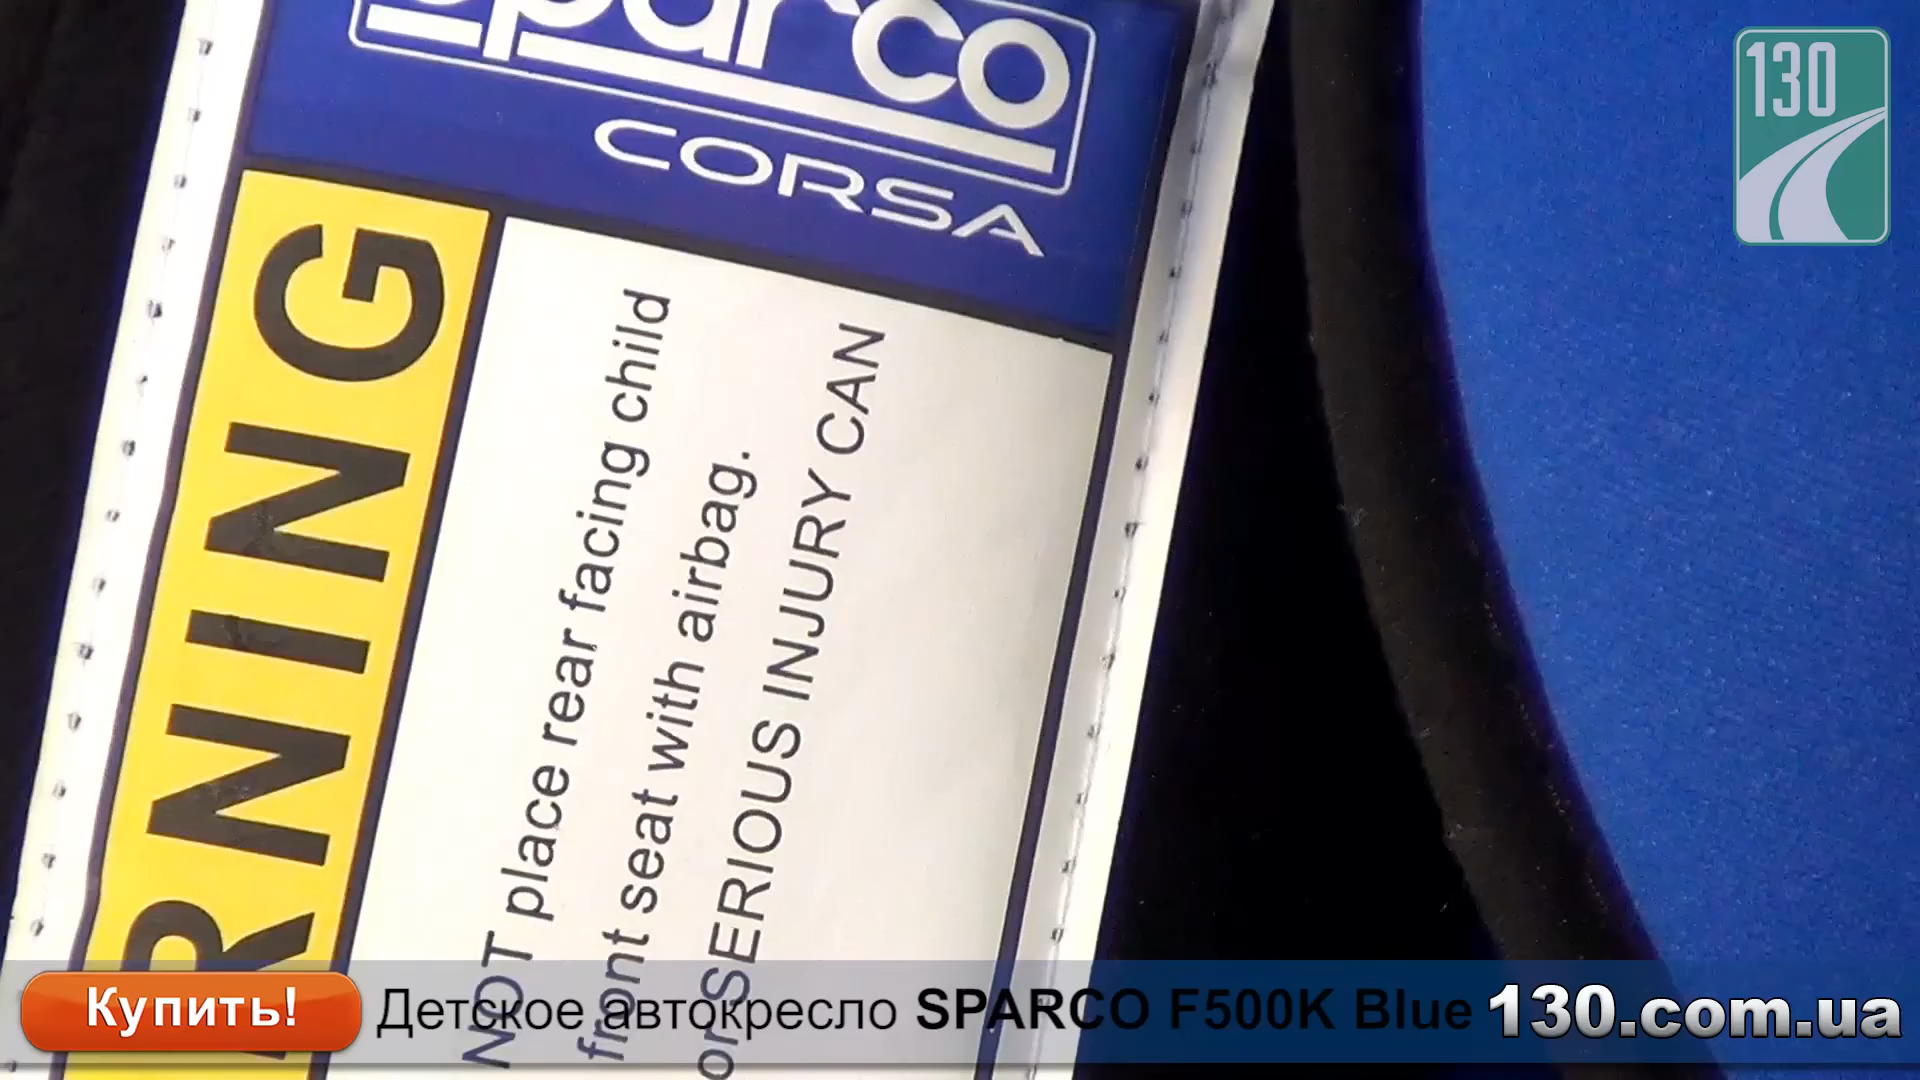 sparco
CORSA
130
RNING
NOT place rear facing child
front seat with airbag.
or SERIOUS INJURY CAN
Купить!
Детское автокресло SPARCO F500K Blue
130.com.ua